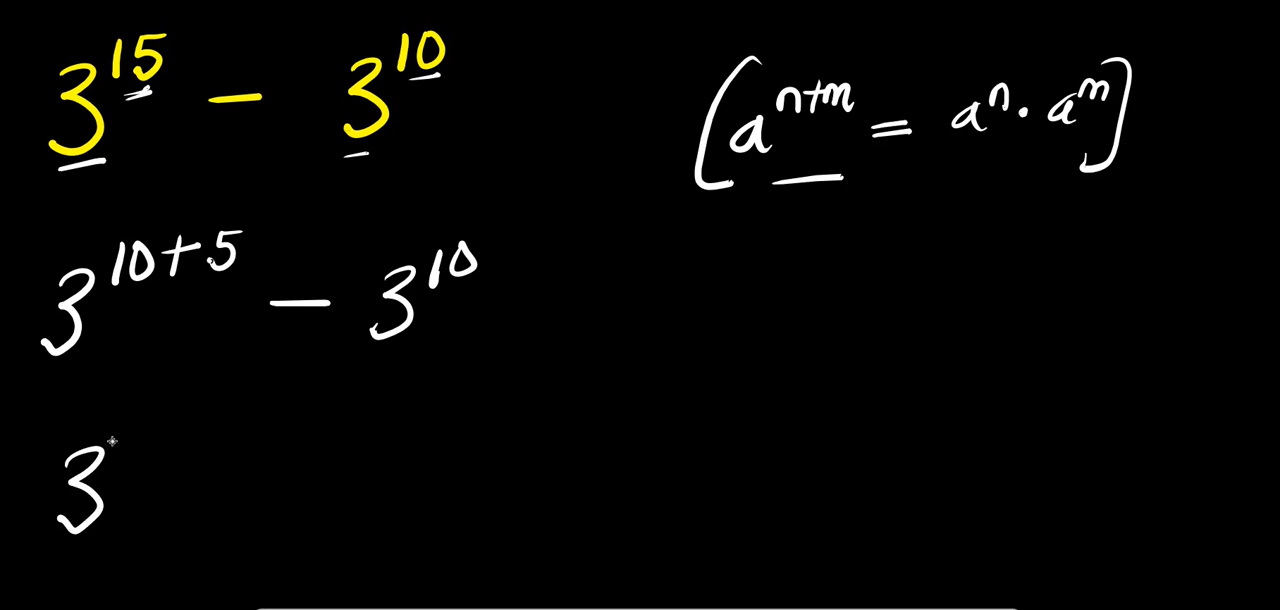 3^15 − 3^10
[a^n+m = a^n · a^m]
3^10+5 − 3^10
3